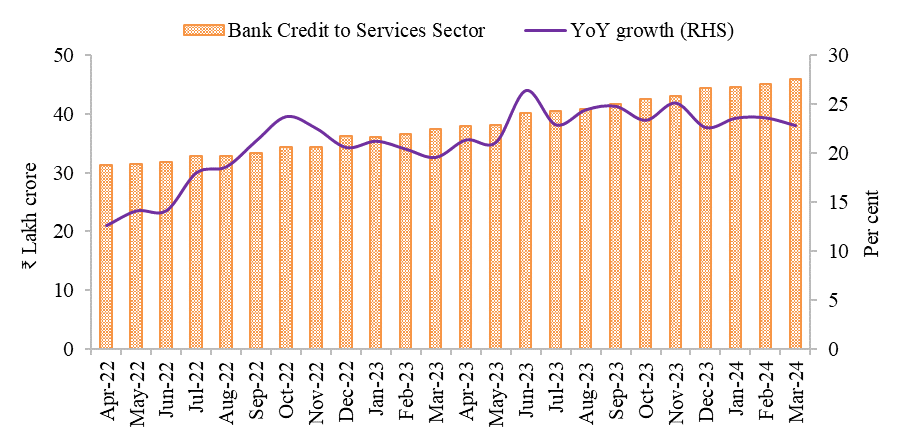 Bank Credit to Services Sector
YoY growth (RHS)
50
40
30
20
10
0
₹ Lakh crore
30
25
20
15
10
5
0
Per cent
Apr-22
May-22
Jun-22
Jul-22
Aug-22
Sep-22
Oct-22
Nov-22
Dec-22
Jan-23
Feb-23
Mar-23
Apr-23
May-23
Jun-23
Jul-23
Aug-23
Sep-23
Oct-23
Nov-23
Dec-23
Jan-24
Feb-24
Mar-24